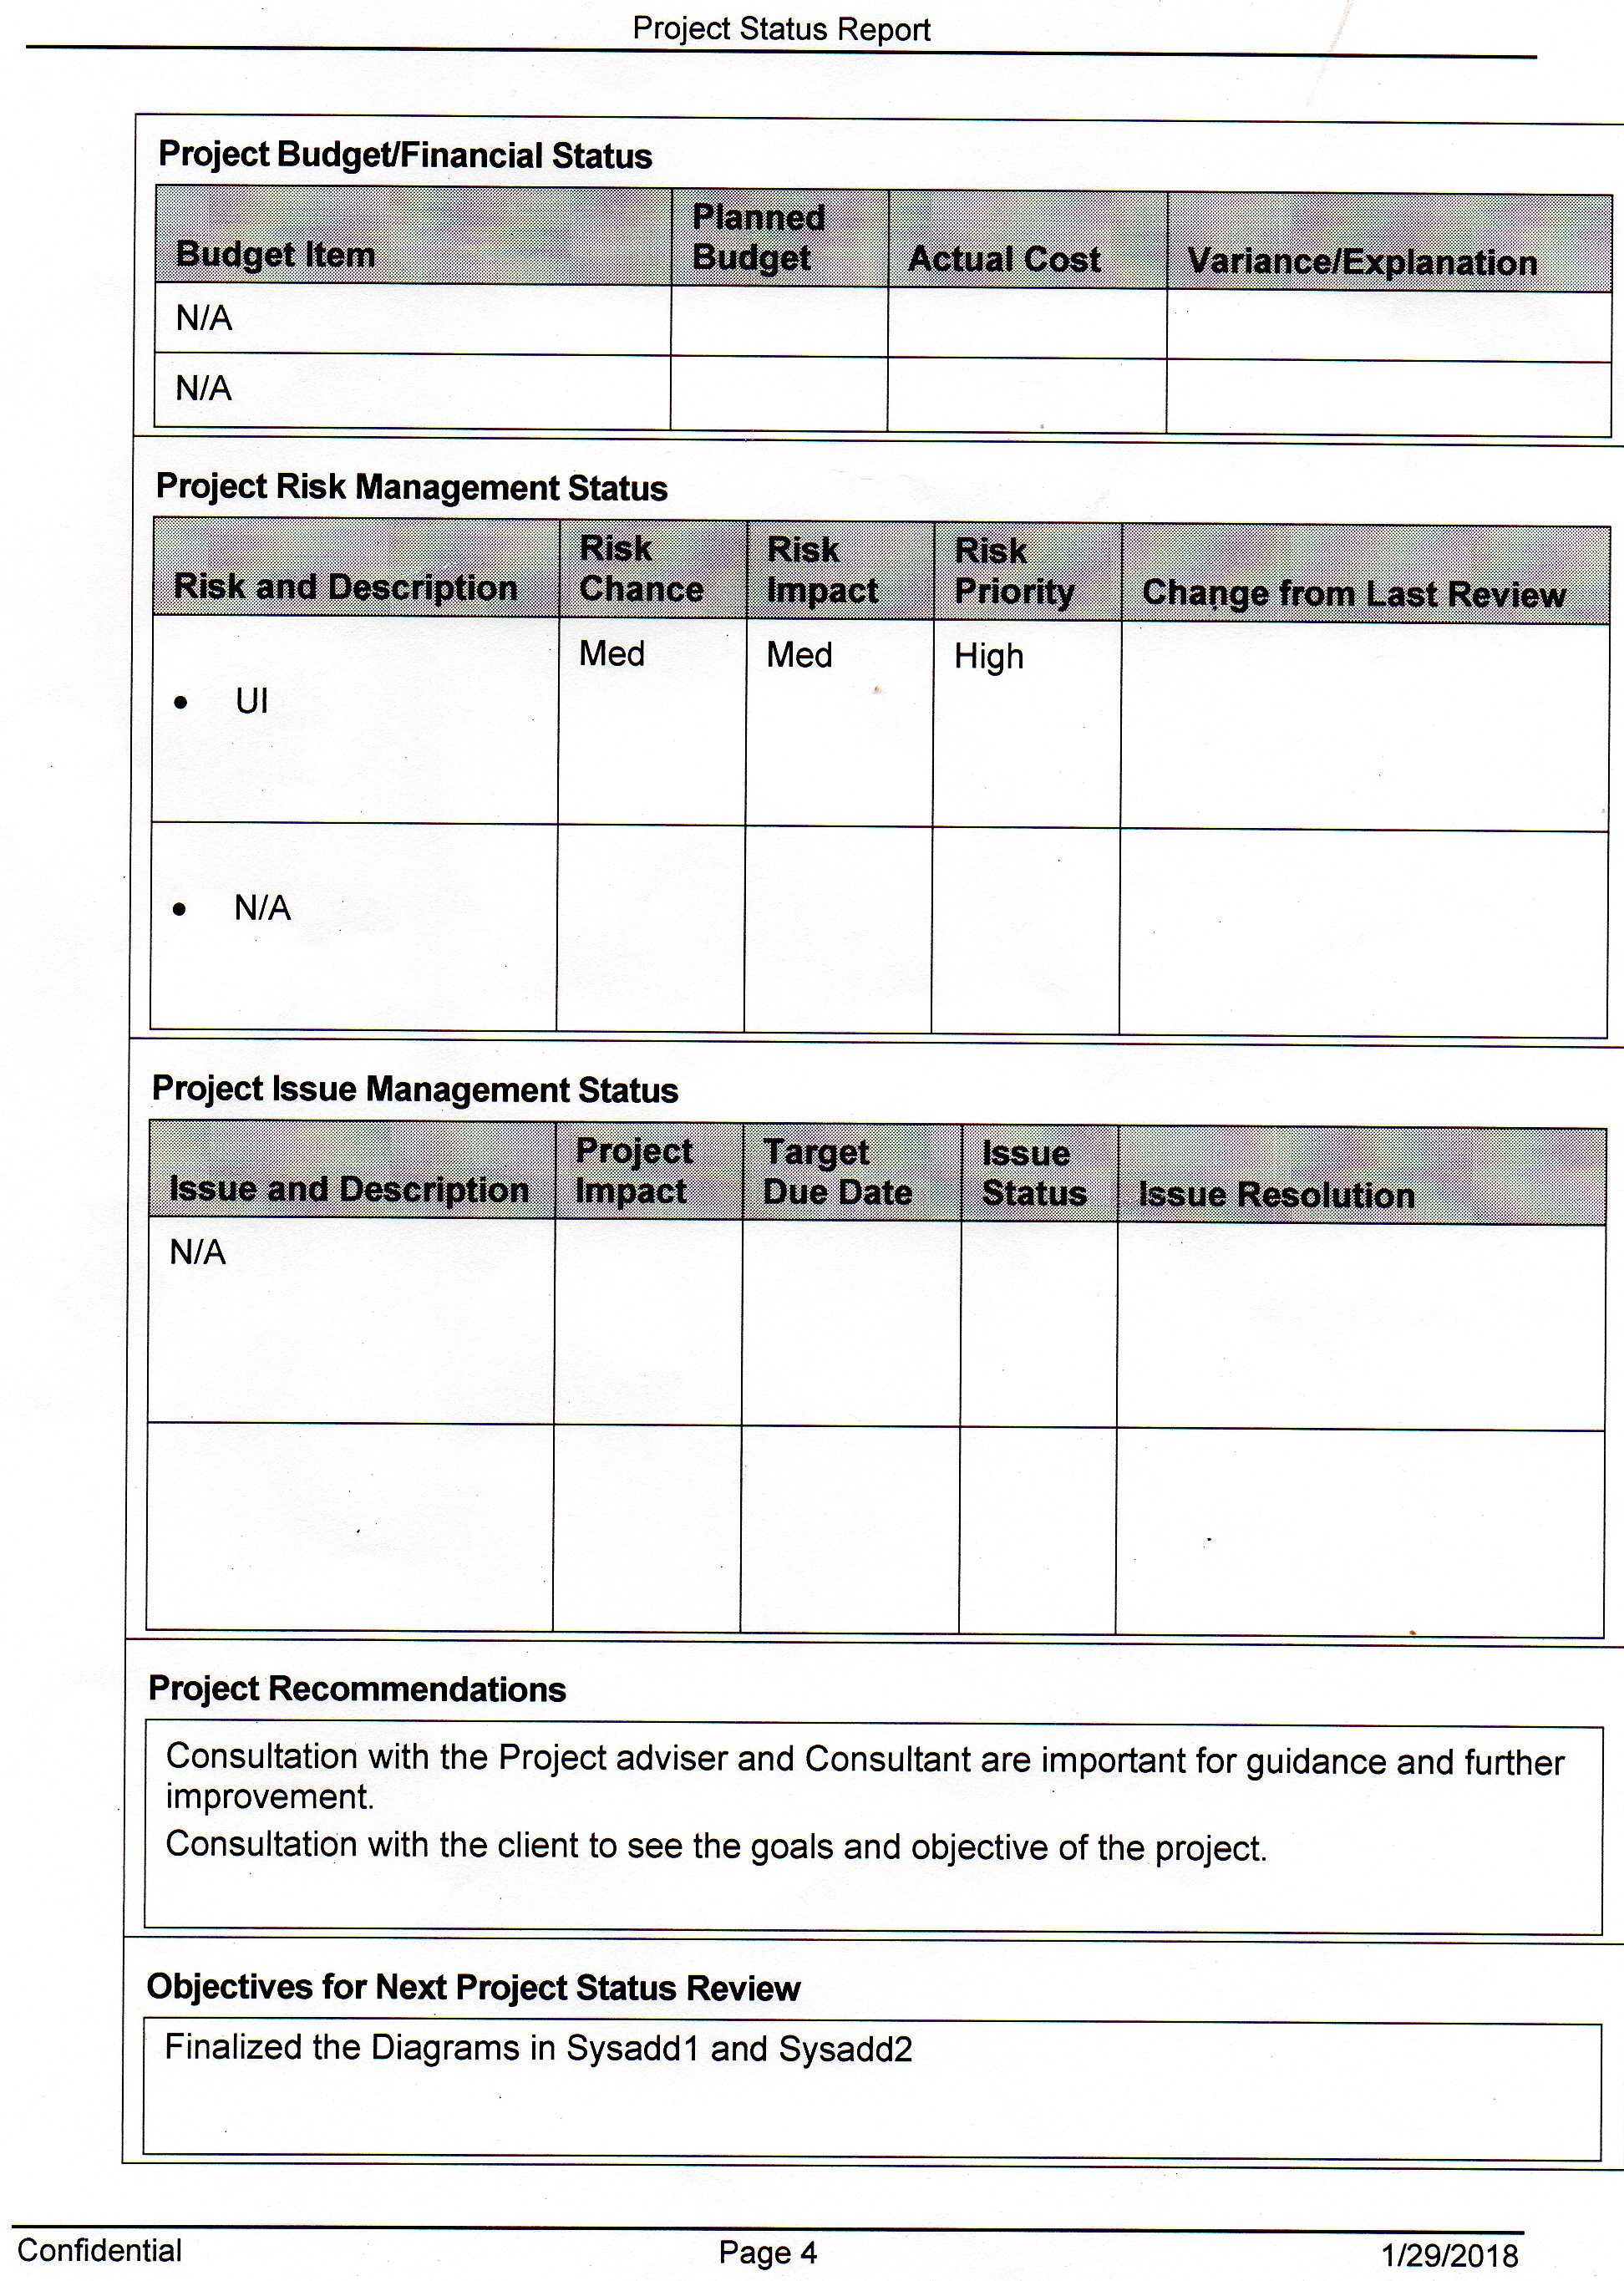 Project Status Report
Project Budget/Financial Status
Budget Item
Planned
Budget
Actual Cost
Variance/Explanation
N/A
N/A
Project Risk Management Status
Risk and Description
Risk
Chance
Risk
Impact
Risk
Priority
Change from Last Review
• UI
Med
Med
High
• N/A
Project Issue Management Status
Issue and Description
Project
Impact
Target
Due Date
Issue
Status
Issue Resolution
N/A
Project Recommendations
Consultation with the Project adviser and Consultant are important for guidance and further
improvement.
Consultation with the client to see the goals and objective of the project.
Objectives for Next Project Status Review
Finalized the Diagrams in Sysadd1 and Sysadd2
Confidential
Page 4
1/29/2018